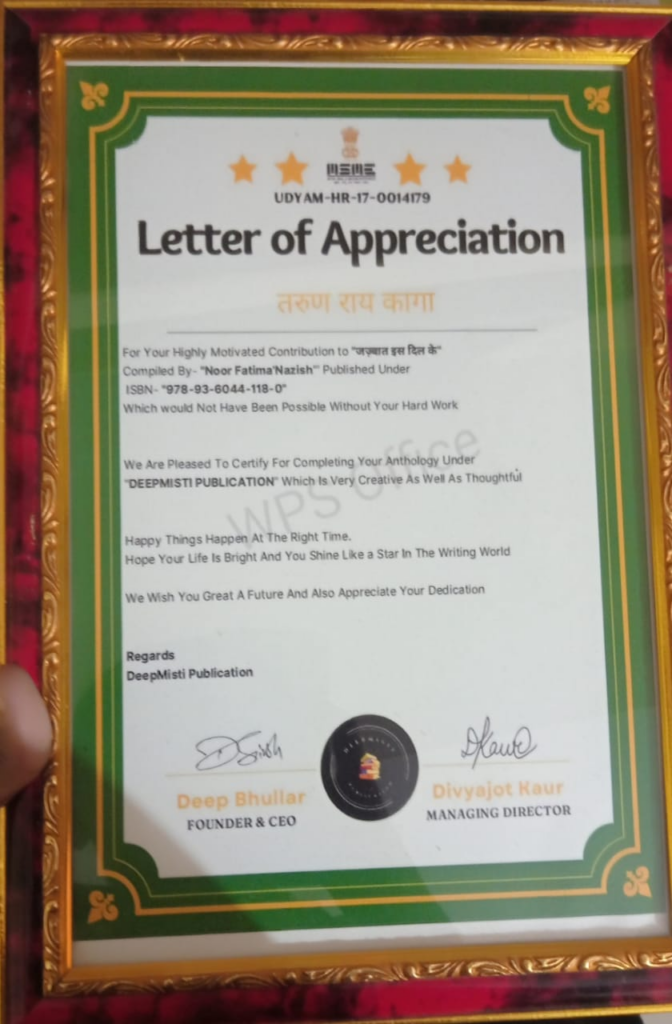 UDYAM-HR-17-0014179
Letter of Appreciation
तरुण राय कागा
For Your Highly Motivated Contribution to "जज़्बात इस दिल के"
Compiled By- "Noor Fatima'Nazish'" Published Under
ISBN- "978-93-6044-118-0"
Which would Not Have Been Possible Without Your Hard Work
We Are Pleased To Certify For Completing Your Anthology Under
"DEEPMISTI PUBLICATION" Which Is Very Creative As Well As Thoughtful
WPS Office
Happy Things Happen At The Right Time.
Hope Your Life Is Bright And You Shine Like a Star In The Writing World
We Wish You Great A Future And Also Appreciate Your Dedication
Regards
DeepMisti Publication
Deep Bhullar
FOUNDER & CEO
Divyajot Kaur
MANAGING DIRECTOR